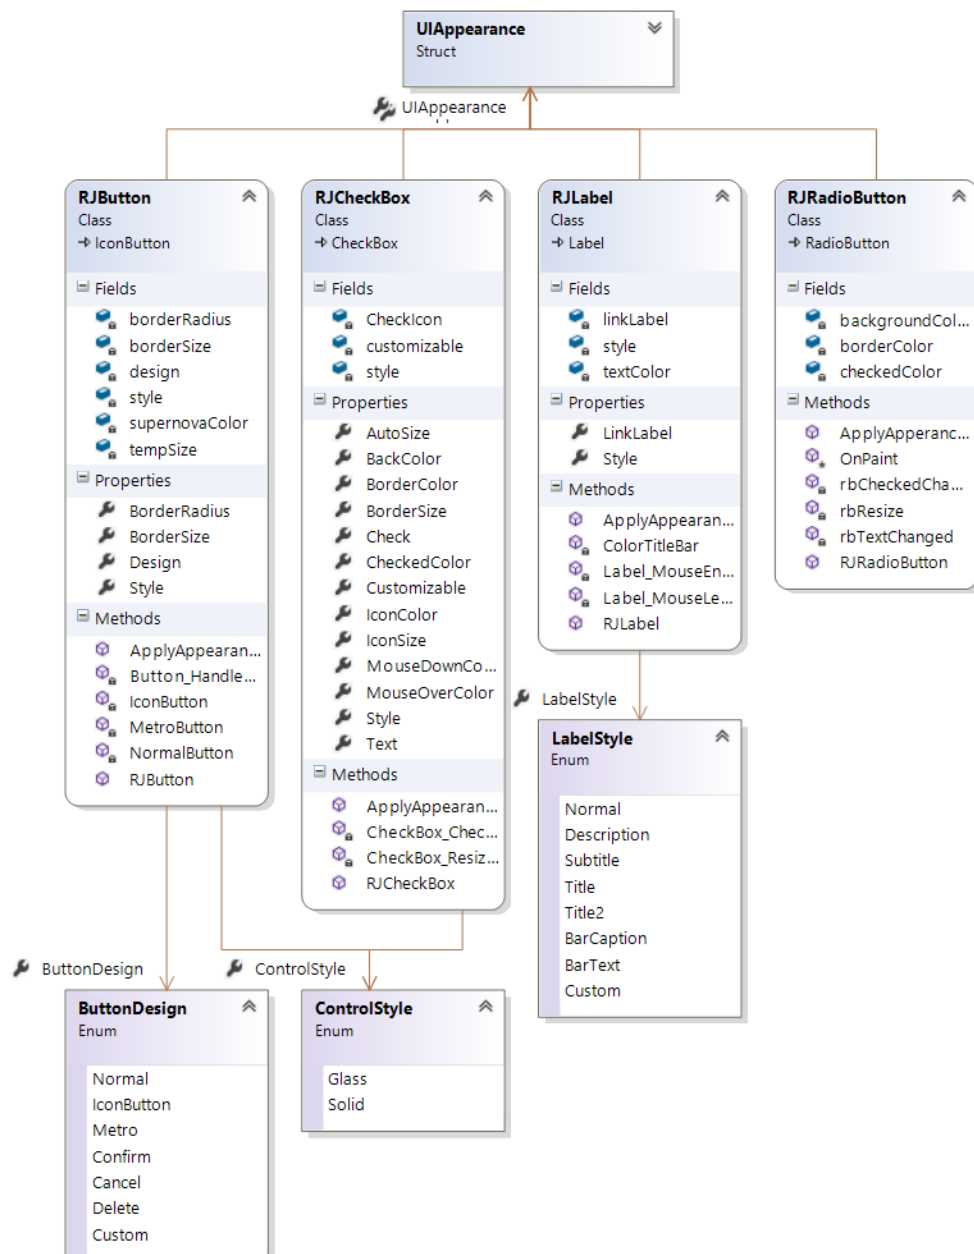 UIAppearance
Struct
UIAppearance
RJButton
Class
IconButton
Fields
borderRadius
borderSize
design
style
supernovaColor
tempSize
Properties
BorderRadius
BorderSize
Design
Style
Methods
ApplyAppearan...
Button_Handle...
IconButton
MetroButton
NormalButton
RJButton
RJCheckBox
Class
CheckBox
Fields
CheckIcon
customizable
style
Properties
AutoSize
BackColor
BorderColor
BorderSize
Check
CheckedColor
Customizable
IconColor
IconSize
MouseDownCo...
MouseOverColor
Style
Text
Methods
ApplyAppearan...
CheckBox_Chec...
CheckBox_Resiz...
RJCheckBox
RJLabel
Class
Label
Fields
linkLabel
style
textColor
Properties
LinkLabel
Style
Methods
ApplyAppearan...
ColorTitleBar
Label_MouseEn...
Label_MouseLe...
RJLabel
RJRadioButton
Class
RadioButton
Fields
backgroundCol...
borderColor
checkedColor
Methods
ApplyApperanc...
OnPaint
rbCheckedCha...
rbResize
rbTextChanged
RJRadioButton
LabelStyle
LabelStyle
Enum
Normal
Description
Subtitle
Title
Title2
BarCaption
BarText
Custom
ButtonDesign
ButtonDesign
Enum
Normal
IconButton
Metro
Confirm
Cancel
Delete
Custom
ControlStyle
ControlStyle
Enum
Glass
Solid